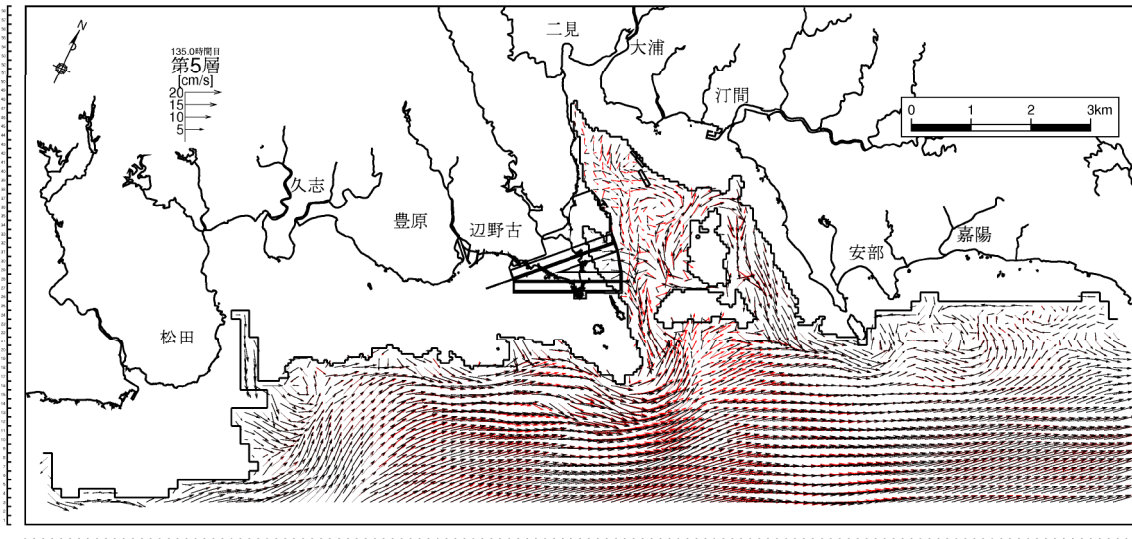 N
二見
大浦
135.0時間目
第5層
[cm/s]
20
15
10
5
汀間
0 1 2 3km
久志
豊原
辺野古
安部
嘉陽
松田